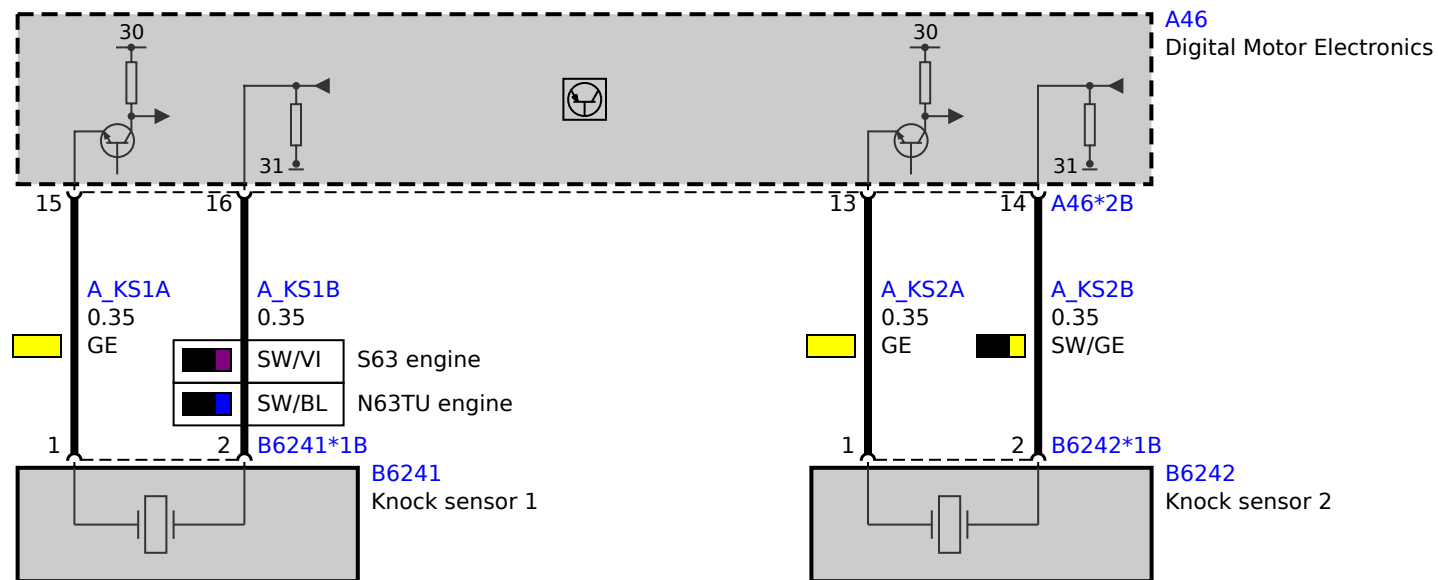 A46
Digital Motor Electronics
30
30
31
31
15
16
13
14
A46*2B
A_KS1A
0.35
GE
A_KS1B
0.35
SW/VI
S63 engine
SW/BL
N63TU engine
A_KS2A
0.35
GE
A_KS2B
0.35
SW/GE
1
2
B6241*1B
B6241
Knock sensor 1
1
2
B6242*1B
B6242
Knock sensor 2